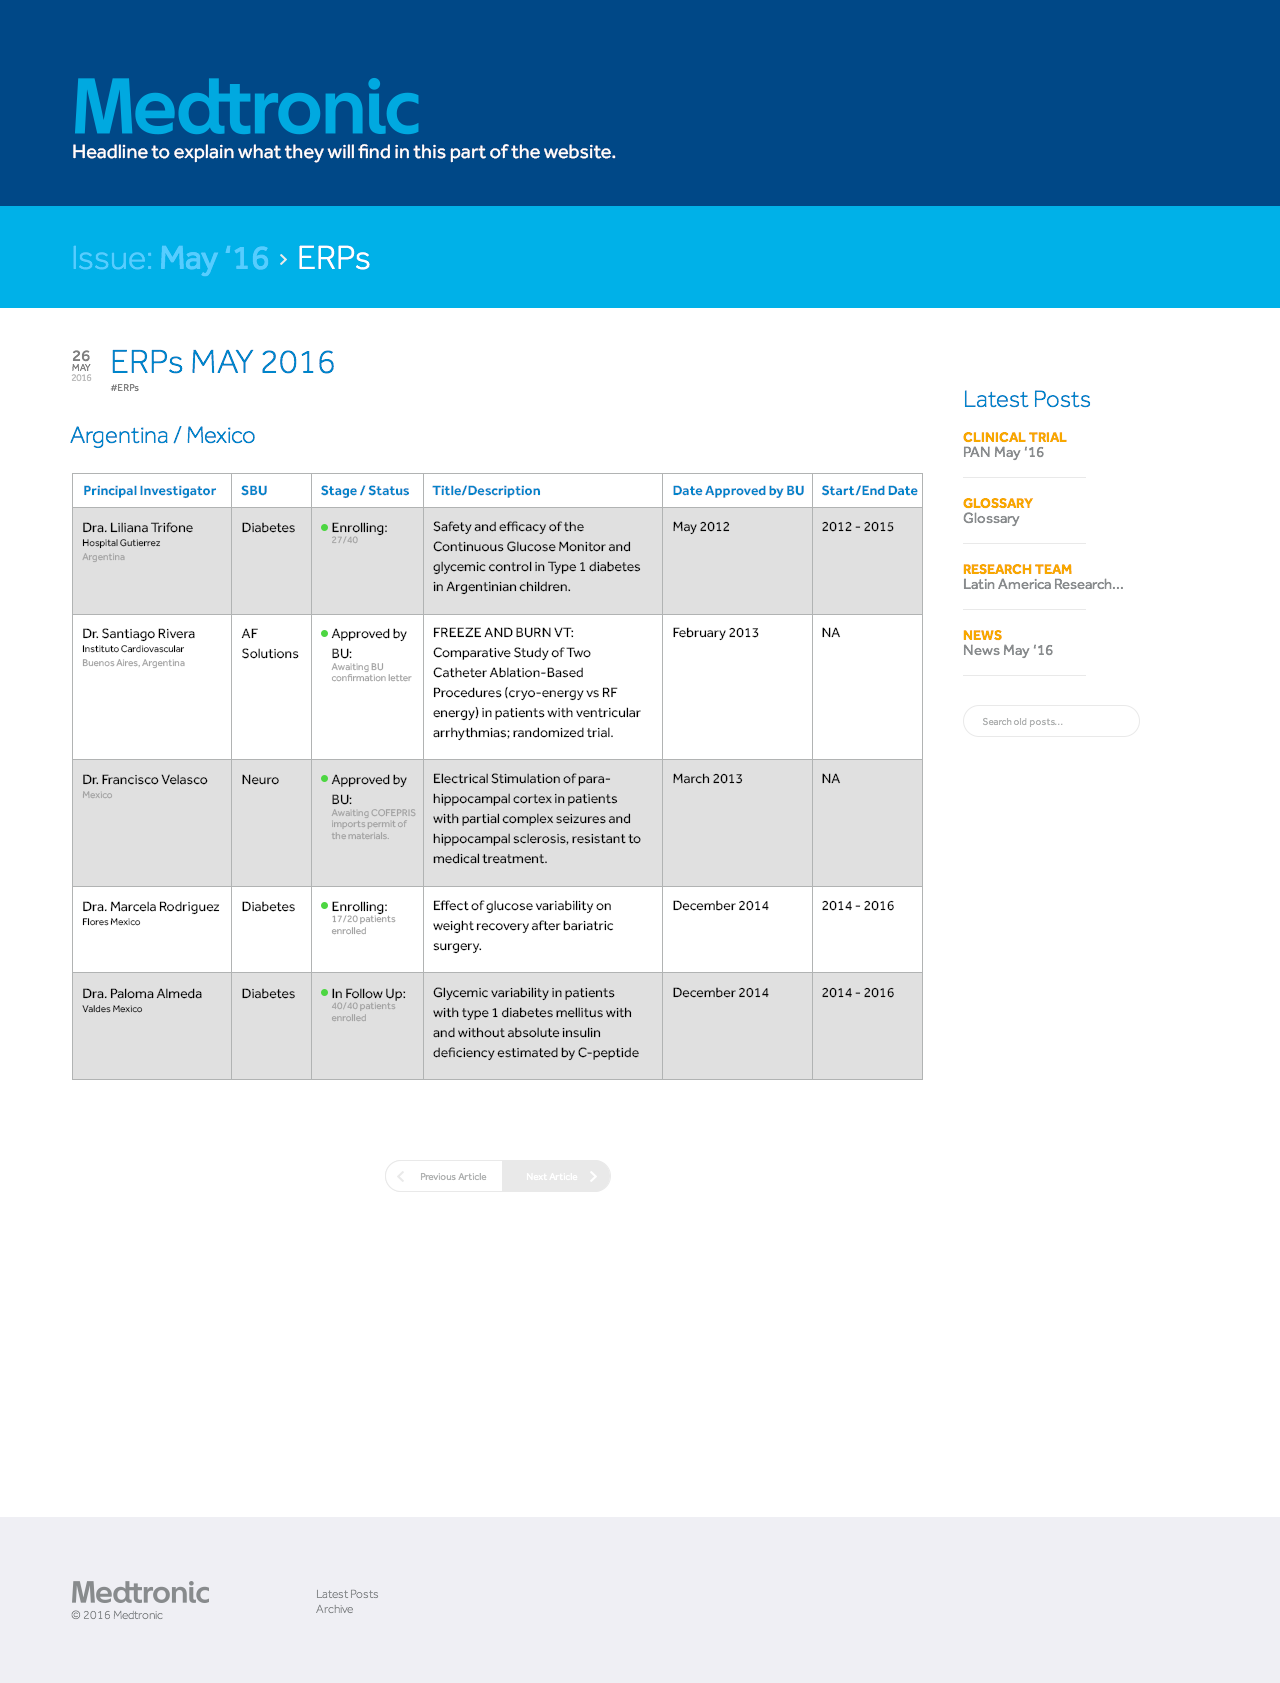 Medtronic
Headline to explain what they will find in this part of the website.
Issue: May ‘16 › ERPs
26
MAY
2016
ERPs MAY 2016
#ERPs
Argentina / Mexico
Principal Investigator SBU Stage / Status Title/Description Date Approved by BU Start/End Date
Dra. Liliana Trifone
Hospital Gutierrez
Argentina
Diabetes
Enrolling:
27/40
Safety and efficacy of the
Continuous Glucose Monitor and
glycemic control in Type 1 diabetes
in Argentinian children.
May 2012
2012 - 2015
Dr. Santiago Rivera
Instituto Cardiovascular
Buenos Aires, Argentina
AF
Solutions
Approved by
BU:
Awaiting BU
confirmation letter
FREEZE AND BURN VT:
Comparative Study of Two
Catheter Ablation-Based
Procedures (cryo-energy vs RF
energy) in patients with ventricular
arrhythmias; randomized trial.
February 2013
NA
Dr. Francisco Velasco
Mexico
Neuro
Approved by
BU:
Awaiting COFEPRIS
imports permit of
the materials.
Electrical Stimulation of para-
hippocampal cortex in patients
with partial complex seizures and
hippocampal sclerosis, resistant to
medical treatment.
March 2013
NA
Dra. Marcela Rodriguez
Flores Mexico
Diabetes
Enrolling:
17/20 patients
enrolled
Effect of glucose variability on
weight recovery after bariatric
surgery.
December 2014
2014 - 2016
Dra. Paloma Almeda
Valdes Mexico
Diabetes
In Follow Up:
40/40 patients
enrolled
Glycemic variability in patients
with type 1 diabetes mellitus with
and without absolute insulin
deficiency estimated by C-peptide
December 2014
2014 - 2016
Latest Posts
CLINICAL TRIAL
PAN May ‘16
GLOSSARY
Glossary
RESEARCH TEAM
Latin America Research...
NEWS
News May ‘16
Search old posts...
Previous Article
Next Article
Medtronic
© 2016 Medtronic
Latest Posts
Archive